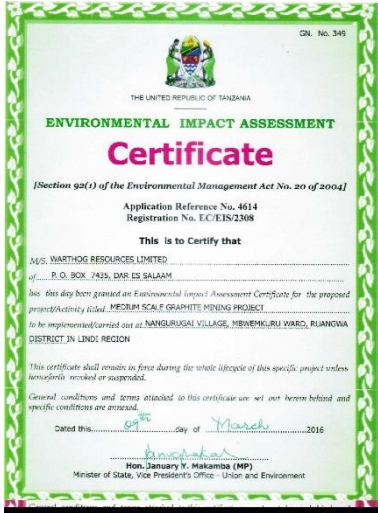 GN. No. 349
THE UNITED REPUBLIC OF TANZANIA
ENVIRONMENTAL IMPACT ASSESSMENT
Certificate
[Section 92(1) of the Environmental Management Act No. 20 of 2004]
Application Reference No. 4614
Registration No. EC/EIS/2308
This is to Certify that
M/S. WARTHOG RESOURCES LIMITED
of P. O. BOX 7435, DAR ES SALAAM
has this day been granted an Environmental Impact Assessment Certificate for the proposed
project/Activity titled MEDIUM SCALE GRAPHITE MINING PROJECT
to be implemented/carried out at NANGURUGAI VILLAGE, MBWEMKURU WARD, RUANGWA
DISTRICT IN LINDI REGION
This certificate shall remain in force during the whole lifecycle of this specific project unless
henceforth revoked or suspended.
General conditions and terms attached to this certificate are set out herein behind and
specific conditions are annexed.
Dated this 09th day of March 2016
Hon. January Y. Makamba (MP)
Minister of State, Vice President's Office - Union and Environment